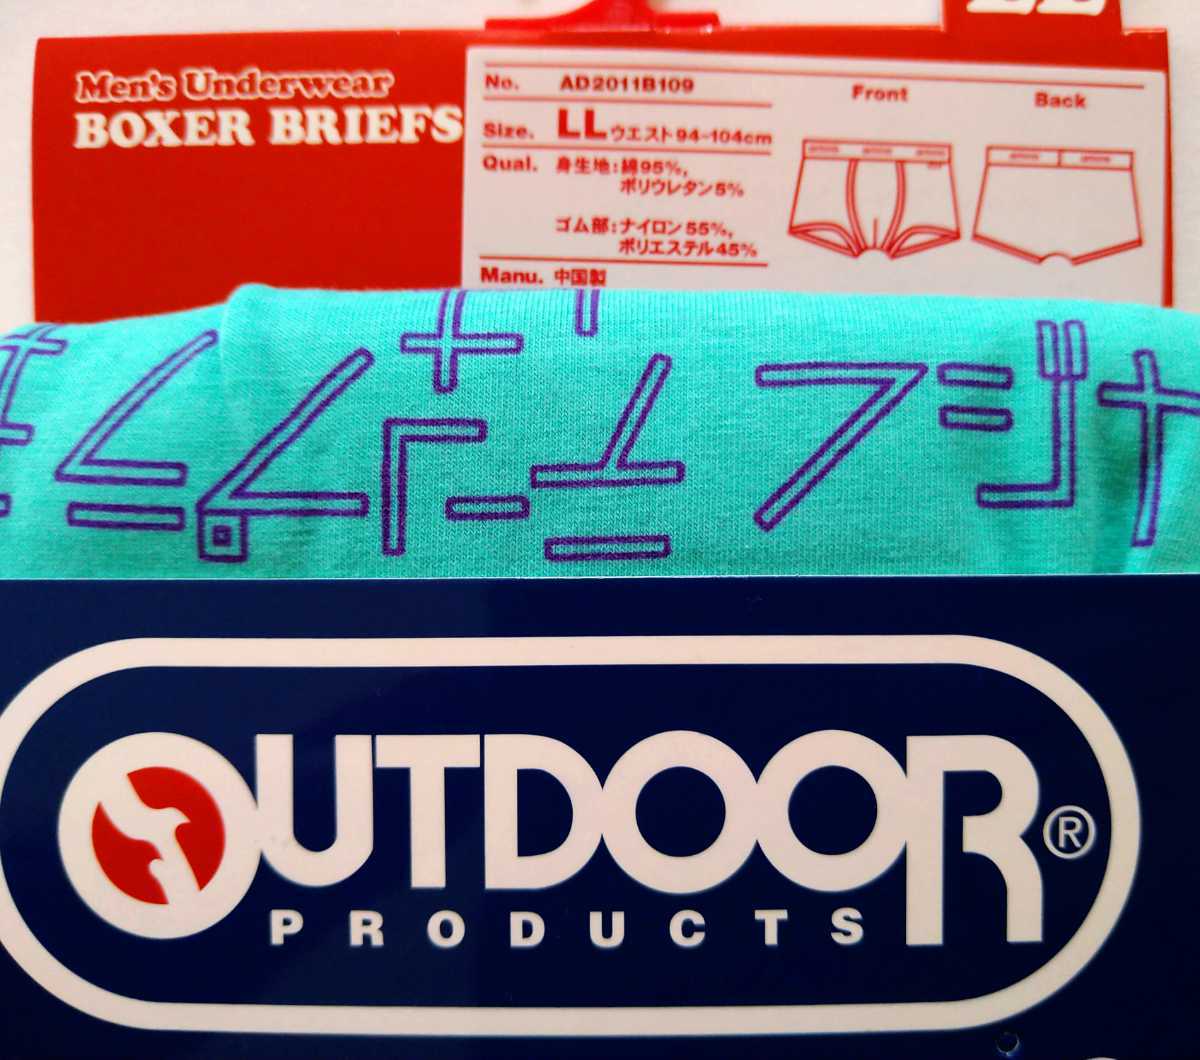 Men's Underwear
BOXER BRIEFS
No. AD2011B109
Size. LL ウエスト94-104cm
Qual. 身生地:綿95%,
ポリウレタン5%
ゴム部:ナイロン55%,
ポリエステル45%
Manu. 中国製
Front
Back
OUTDOOR®
PRODUCTS